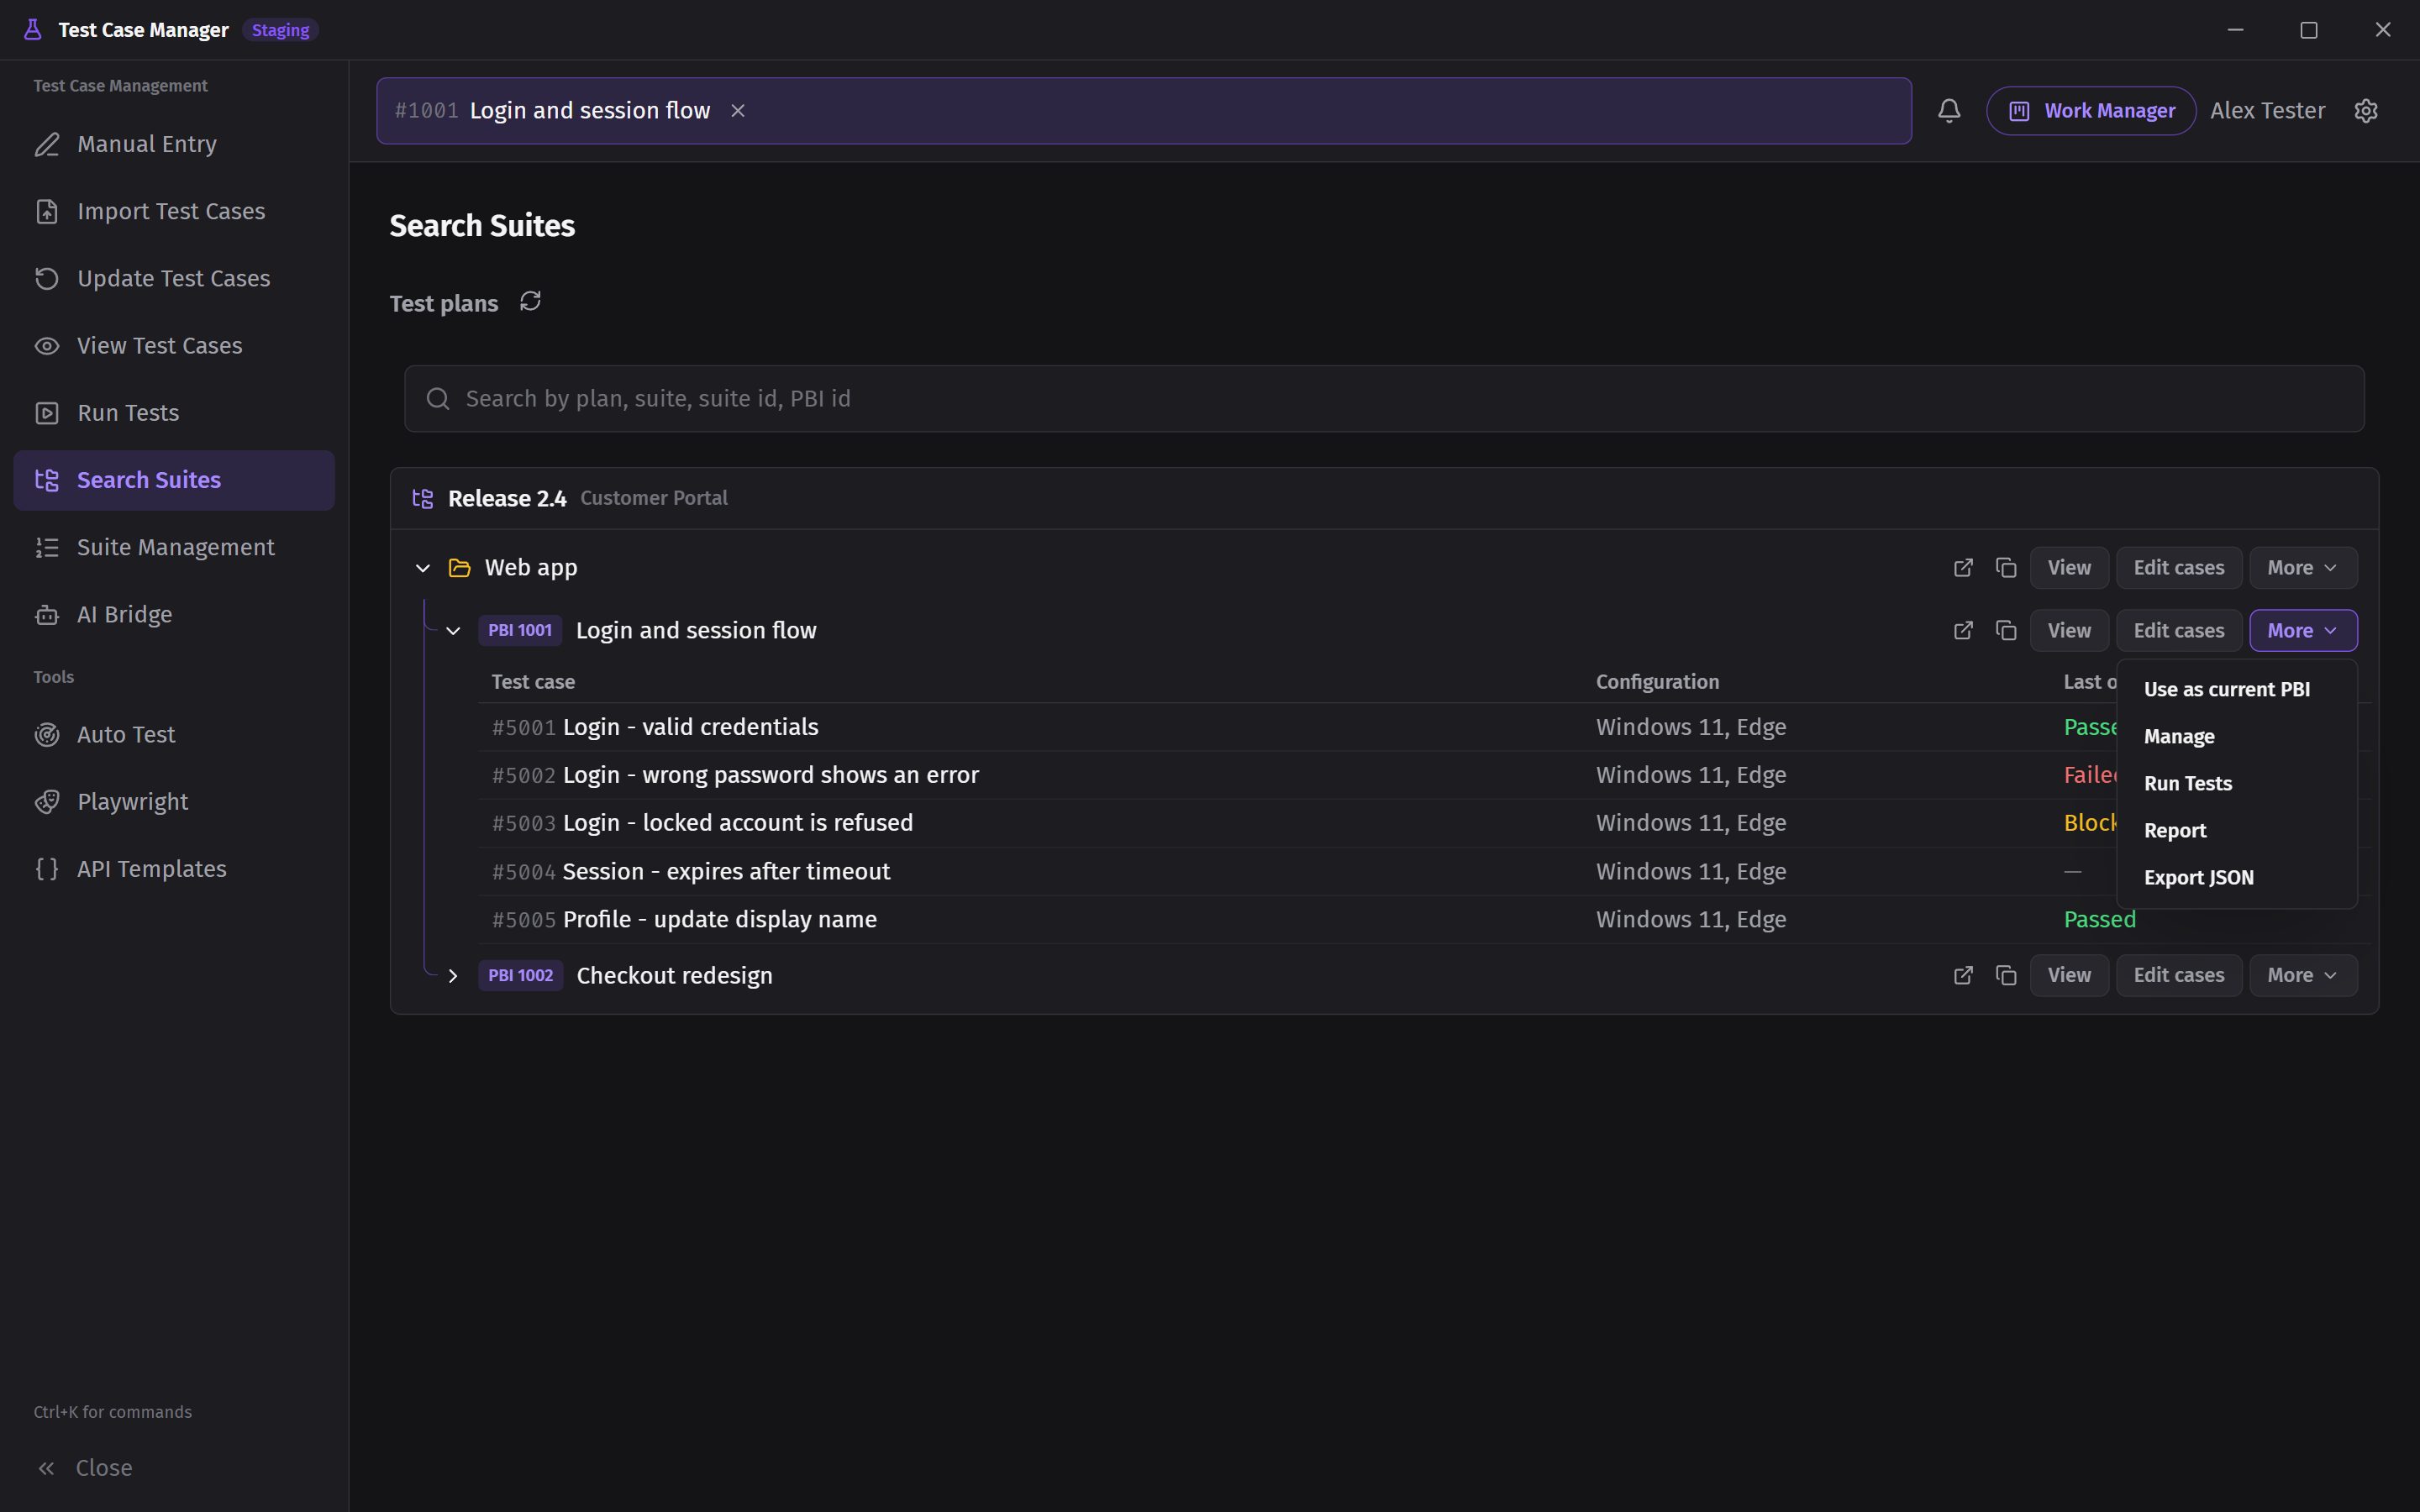 Test Case Manager Staging
Test Case Management
Manual Entry
Import Test Cases
Update Test Cases
View Test Cases
Run Tests
Search Suites
Suite Management
AI Bridge
Tools
Auto Test
Playwright
API Templates
Ctrl+K for commands
Close
#1001 Login and session flow
Work Manager
Alex Tester
Search Suites
Test plans
Search by plan, suite, suite id, PBI id
Release 2.4 Customer Portal
Web app View Edit cases More
PBI 1001 Login and session flow View Edit cases More
Test case Configuration Last o
#5001 Login - valid credentials Windows 11, Edge Passe
#5002 Login - wrong password shows an error Windows 11, Edge Failed
#5003 Login - locked account is refused Windows 11, Edge Block
#5004 Session - expires after timeout Windows 11, Edge —
#5005 Profile - update display name Windows 11, Edge Passed
Use as current PBI
Manage
Run Tests
Report
Export JSON
PBI 1002 Checkout redesign View Edit cases More